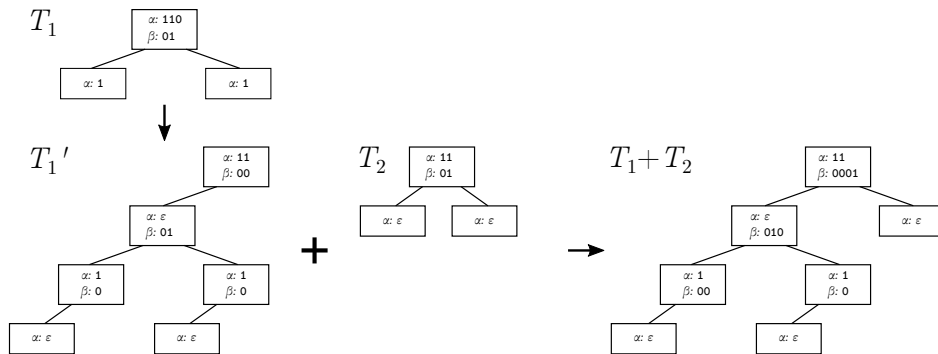 T₁
α: 110
β: 01
α: 1
α: 1
T₁′
α: 11
β: 00
α: ε
β: 01
α: 1
β: 0
α: 1
β: 0
α: ε
α: ε
+
T₂
α: 11
β: 01
α: ε
α: ε
T₁+ T₂
α: 11
β: 0001
α: ε
β: 010
α: ε
α: 1
β: 00
α: 1
β: 0
α: ε
α: ε